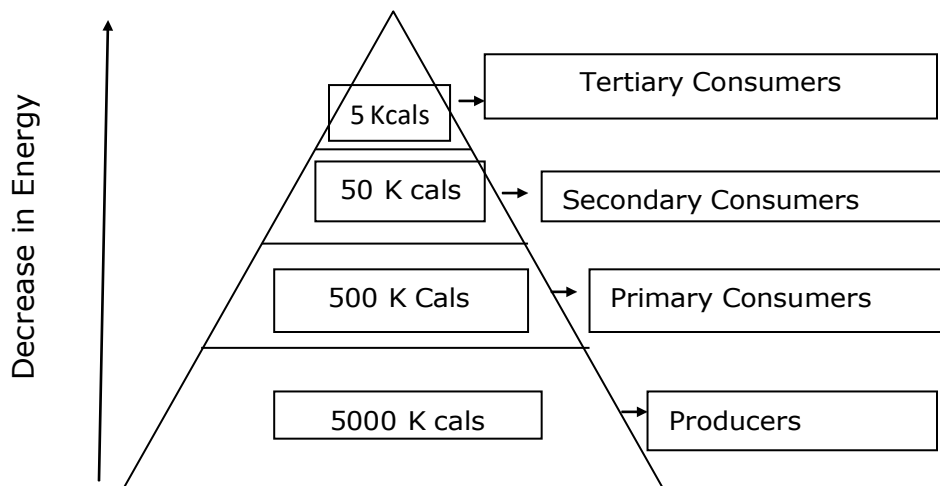 Decrease in Energy
5 Kcals
Tertiary Consumers
50 K cals
Secondary Consumers
500 K Cals
Primary Consumers
5000 K cals
Producers